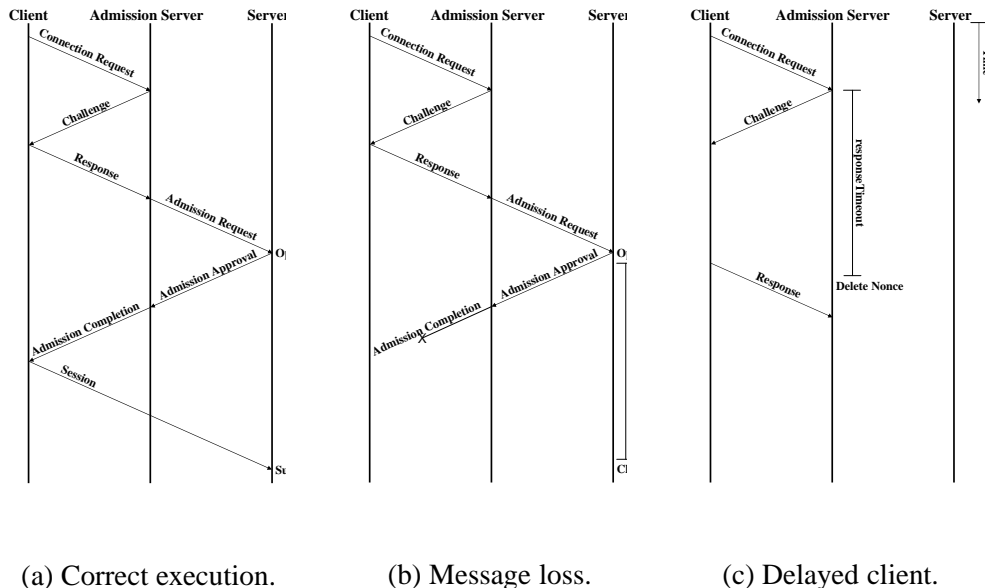 Client Admission Server Server
Connection Request
Challenge
Response
Admission Request
Admission Approval
Admission Completion
Session
(a) Correct execution.
Client Admission Server Server
Connection Request
Challenge
Response
Admission Request
Admission Approval
Admission Completion
(b) Message loss.
Client Admission Server Server
Connection Request
Challenge
responseTimeout
Delete Nonce
Response
(c) Delayed client.